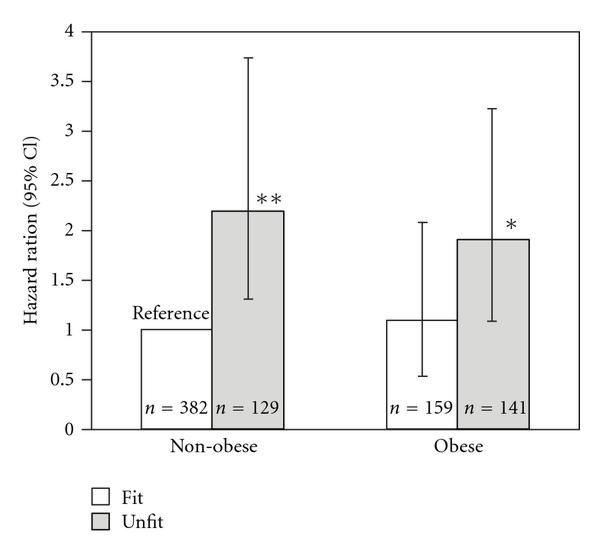 Hazard ration (95% CI)
4
3.5
3
2.5
2
1.5
1
0.5
0
**
*
Reference
n = 382 n = 129 n = 159 n = 141
Non-obese Obese
Fit
Unfit